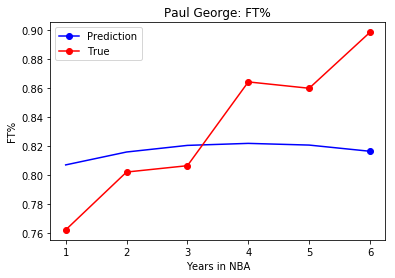 Paul George: FT%
Prediction
True
FT%
0.90
0.88
0.86
0.84
0.82
0.80
0.78
0.76
1 2 3 4 5 6
Years in NBA